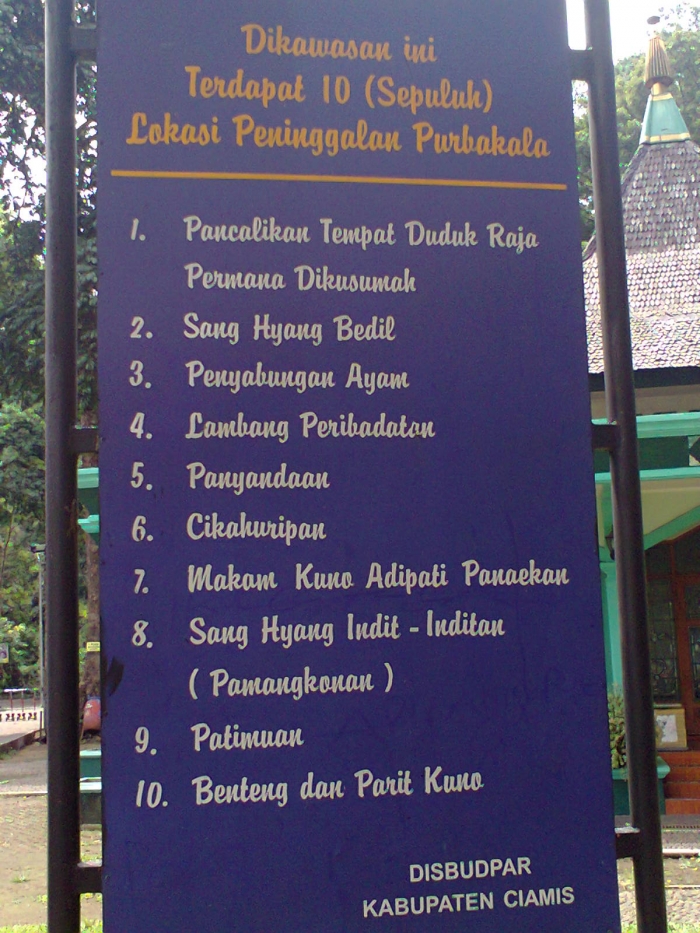 Dikawasan ini
Terdapat 10 (Sepuluh)
Lokasi Peninggalan Purbakala
1. Pancalikan Tempat Duduk Raja
Permana Dikusumah
2. Sang Hyang Bedil
3. Penyabungan Ayam
4. Lambang Peribadatan
5. Panyandaan
6. Cikahuripan
7. Makam Kuno Adipati Panaekan
8. Sang Hyang Indit - Inditan
( Pamangkonan )
9. Patimuan
10. Benteng dan Parit Kuno
DISBUDPAR
KABUPATEN CIAMIS